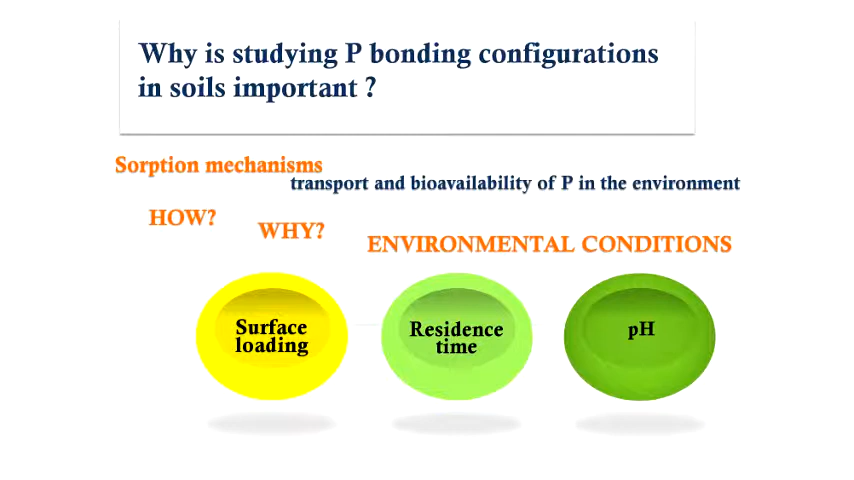 Why is studying P bonding configurations
in soils important ?
Sorption mechanisms
transport and bioavailability of P in the environment
HOW?
WHY?
ENVIRONMENTAL CONDITIONS
Surface
loading
Residence
time
pH